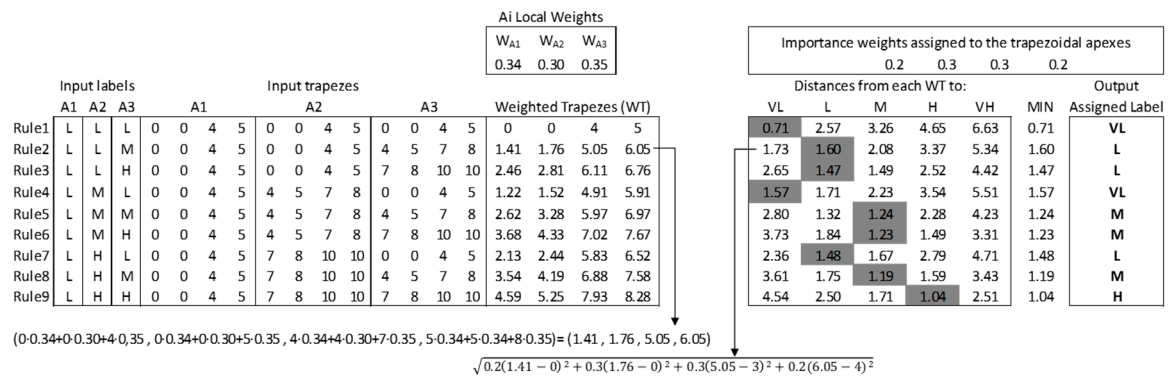 Ai Local Weights
WA1 WA2 WA3
0.34 0.30 0.35
Importance weights assigned to the trapezoidal apexes
0.2 0.3 0.3 0.2
Input labels Input trapezes Distances from each WT to: Output
A1 A2 A3 A1 A2 A3 Weighted Trapezes (WT) VL L M H VH MIN Assigned Label
Rule1 L L L 0 0 4 5 0 0 4 5 0 0 4 5 0 0 4 5 0.71 2.57 3.26 4.65 6.63 0.71 VL
Rule2 L L M 0 0 4 5 0 0 4 5 4 5 7 8 1.41 1.76 5.05 6.05 1.73 1.60 2.08 3.37 5.34 1.60 L
Rule3 L L H 0 0 4 5 0 0 4 5 7 8 10 10 2.46 2.81 6.11 6.76 2.65 1.47 1.49 2.52 4.42 1.47 L
Rule4 L M L 0 0 4 5 4 5 7 8 0 0 4 5 1.22 1.52 4.91 5.91 1.57 1.71 2.23 3.54 5.51 1.57 VL
Rule5 L M M 0 0 4 5 4 5 7 8 4 5 7 8 2.62 3.28 5.97 6.97 2.80 1.32 1.24 2.28 4.23 1.24 M
Rule6 L M H 0 0 4 5 4 5 7 8 7 8 10 10 3.68 4.33 7.02 7.67 3.73 1.84 1.23 1.49 3.31 1.23 M
Rule7 L H L 0 0 4 5 7 8 10 10 0 0 4 5 2.13 2.44 5.83 6.52 2.36 1.48 1.67 2.79 4.71 1.48 L
Rule8 L H M 0 0 4 5 7 8 10 10 4 5 7 8 3.54 4.19 6.88 7.58 3.61 1.75 1.19 1.59 3.43 1.19 M
Rule9 L H H 0 0 4 5 7 8 10 10 7 8 10 10 4.59 5.25 7.93 8.28 4.54 2.50 1.71 1.04 2.51 1.04 H
(0·0.34+0·0.30+4·0,35 , 0·0.34+0·0.30+5·0.35 , 4·0.34+4·0.30+7·0.35 , 5·0.34+5·0.34+8·0.35)= (1.41 , 1.76 , 5.05 , 6.05)
√0.2(1.41 − 0)² + 0.3(1.76 − 0)² + 0.3(5.05 − 3)² + 0.2(6.05 − 4)²